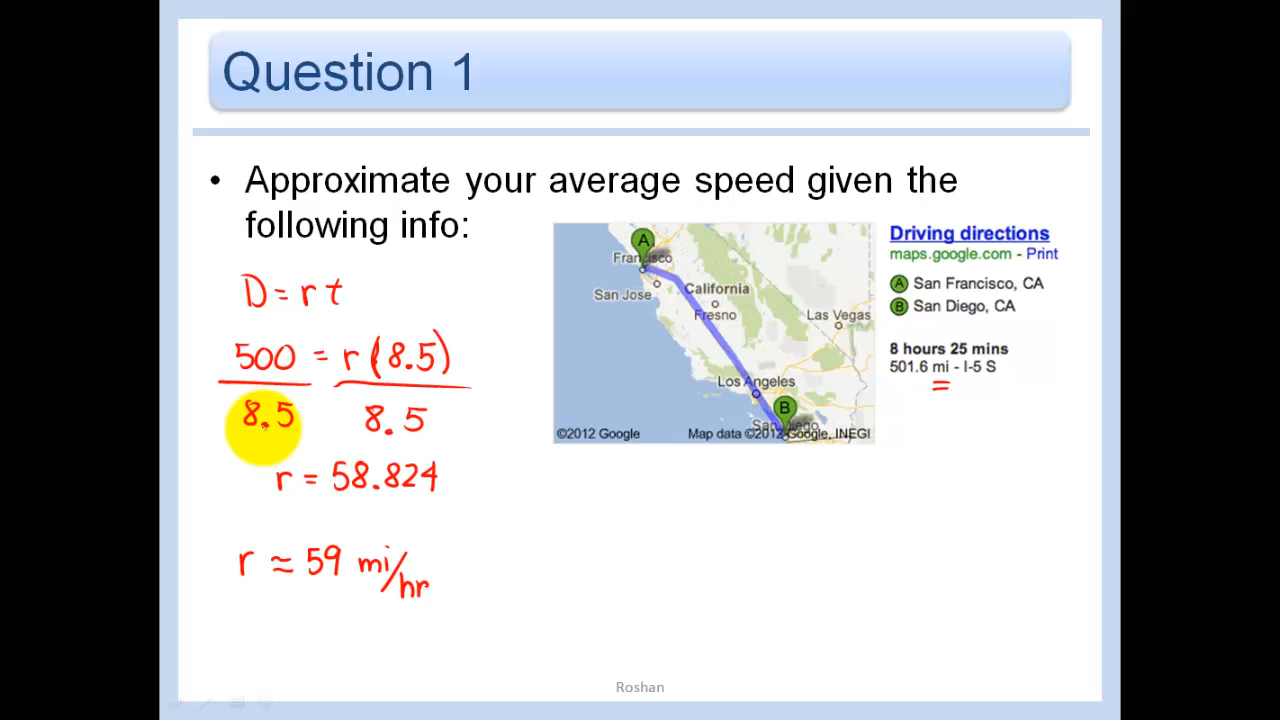 Question 1
• Approximate your average speed given the
following info:
D = r t
500 = r (8.5)
8.5 8.5
r = 58.824
r ≈ 59 mi/hr
A
Francisco
San Jose
California
Fresno
Las Vegas
Los Angeles
B
San Diego
©2012 Google
Map data ©2012 Google, INEGI
Driving directions
maps.google.com - Print
A San Francisco, CA
B San Diego, CA
8 hours 25 mins
501.6 mi - I-5 S
Roshan